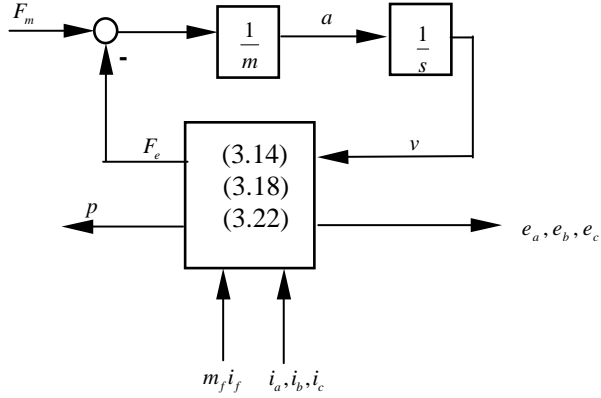 F_m
-
1/m
a
1/s
F_e
v
(3.14)
(3.18)
(3.22)
p
e_a, e_b, e_c
m_f i_f
i_a, i_b, i_c